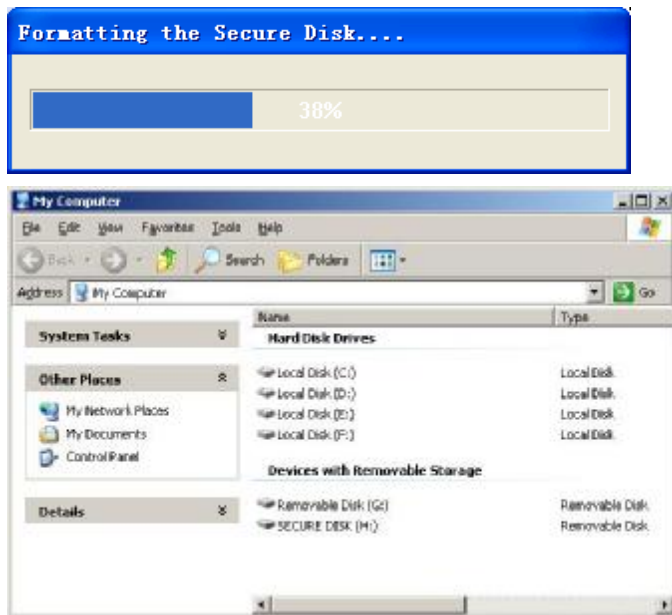 Formatting the Secure Disk....
38%
My Computer
File Edit View Favorites Tools Help
Back Search Folders
Address My Computer Go
Name Type
System Tasks
Hard Disk Drives
Other Places
Local Disk (C:) Local Disk
Local Disk (D:) Local Disk
My Network Places
Local Disk (E:) Local Disk
My Documents
Local Disk (F:) Local Disk
Control Panel
Devices with Removable Storage
Details
Removable Disk (G:) Removable Disk
SECURE DISK (H:) Removable Disk